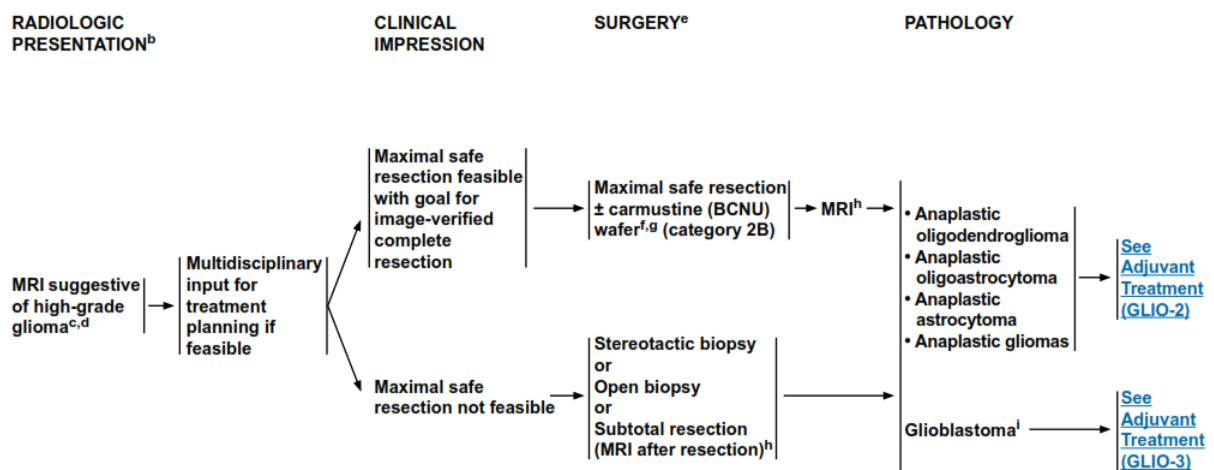 RADIOLOGIC
PRESENTATIONb
CLINICAL
IMPRESSION
SURGERYe
PATHOLOGY
MRI suggestive
of high-grade
gliomac,d
Multidisciplinary
input for
treatment
planning if
feasible
Maximal safe
resection feasible
with goal for
image-verified
complete
resection
Maximal safe resection
± carmustine (BCNU)
waferf,g (category 2B)
MRIh
Maximal safe
resection not feasible
Stereotactic biopsy
or
Open biopsy
or
Subtotal resection
(MRI after resection)h
• Anaplastic
oligodendroglioma
• Anaplastic
oligoastrocytoma
• Anaplastic
astrocytoma
• Anaplastic gliomas
See
Adjuvant
Treatment
(GLIO-2)
Glioblastomai
See
Adjuvant
Treatment
(GLIO-3)